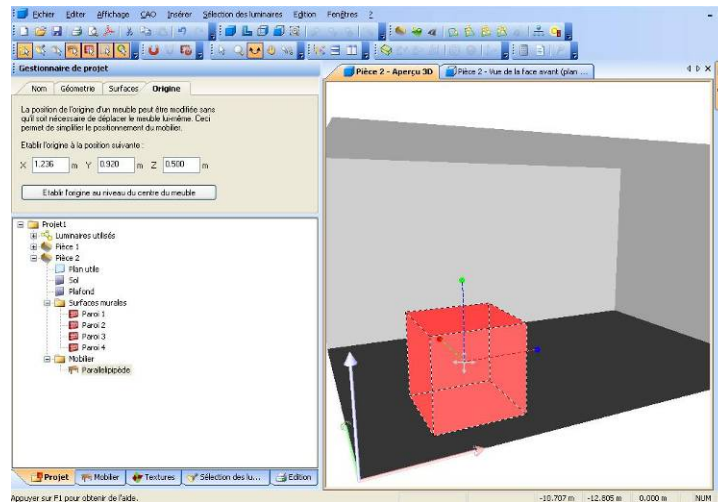 Fichier Editer Affichage CAO Insérer Sélection des luminaires Edition Fenêtres ?
Gestionnaire de projet
Nom Géometrie Surfaces Origine
La position de l'origine d'un meuble peut être modifiée sans
qu'il soit nécessaire de déplacer le meuble lui-même. Ceci
permet de simplifier le positionnement du mobilier.
Etablir l'origine à la position suivante :
X 1.236 m Y 0.920 m Z 0.500 m
Etablir l'origine au niveau du centre du meuble
Projet1
Luminaires utilisés
Pièce 1
Pièce 2
Plan utile
Sol
Plafond
Surfaces murales
Paroi 1
Paroi 2
Paroi 3
Paroi 4
Mobilier
Parallélipipède
Projet Mobilier Textures Sélection des lu... Edition
Pièce 2 - Aperçu 3D Pièce 2 - Vue de la face avant (plan ...
Appuyer sur F1 pour obtenir de l'aide.
-10.707 m -12.805 m 0.000 m NUM